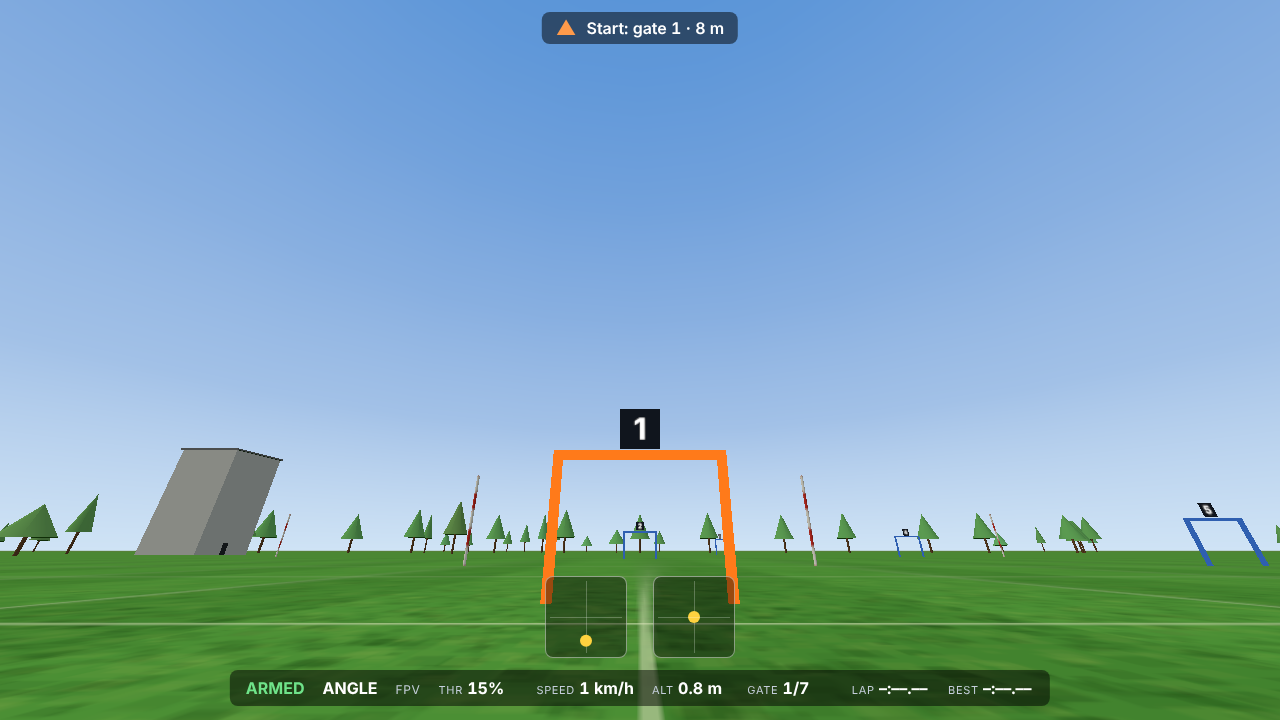 Start: gate 1 · 8 m
1
5
ARMED ANGLE FPV THR 15% SPEED 1 km/h ALT 0.8 m GATE 1/7 LAP –:––.–– BEST –:––.––